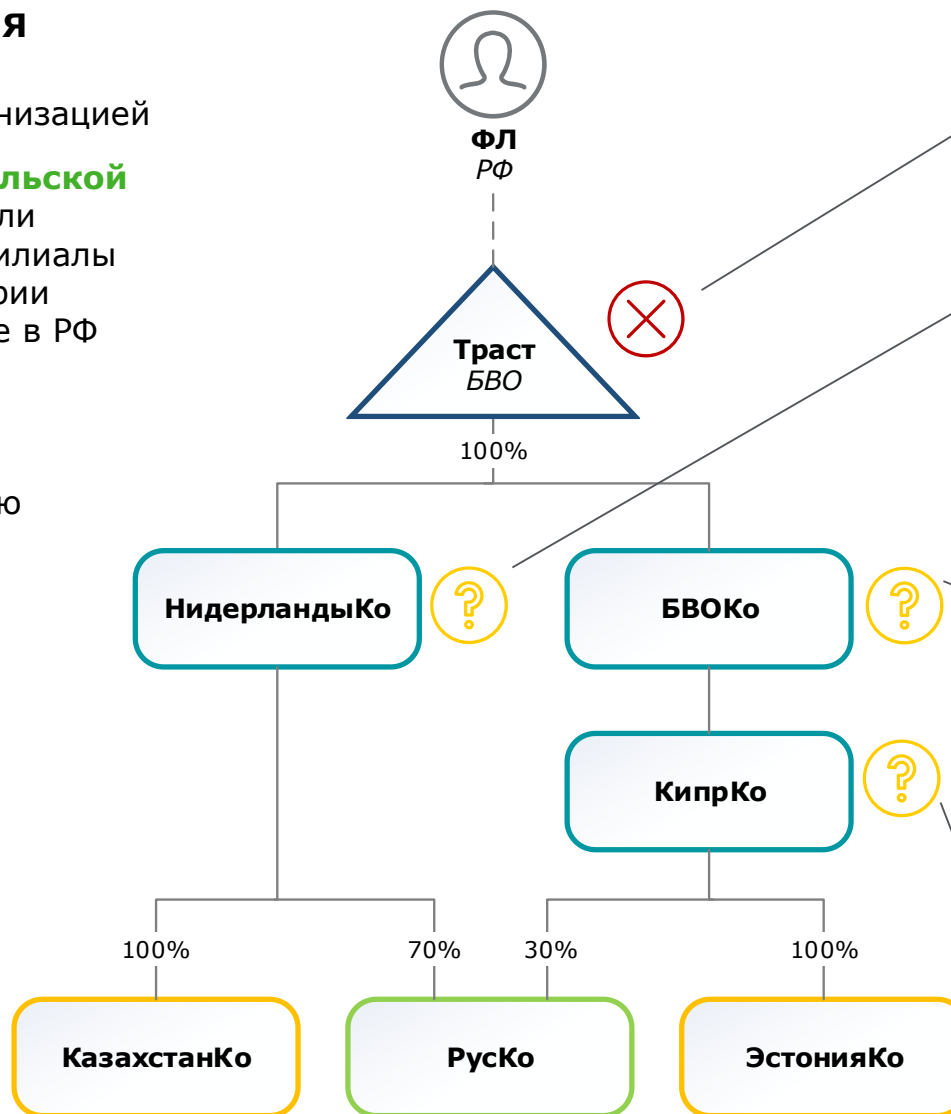 я
низацией
льской
ли
илиалы
рии
е в РФ
ю
ФЛ
РФ
Траст
БВО
100%
НидерландыКо
БВОКо
КипрКо
100%
70%
30%
100%
КазахстанКо
РусКо
ЭстонияКо